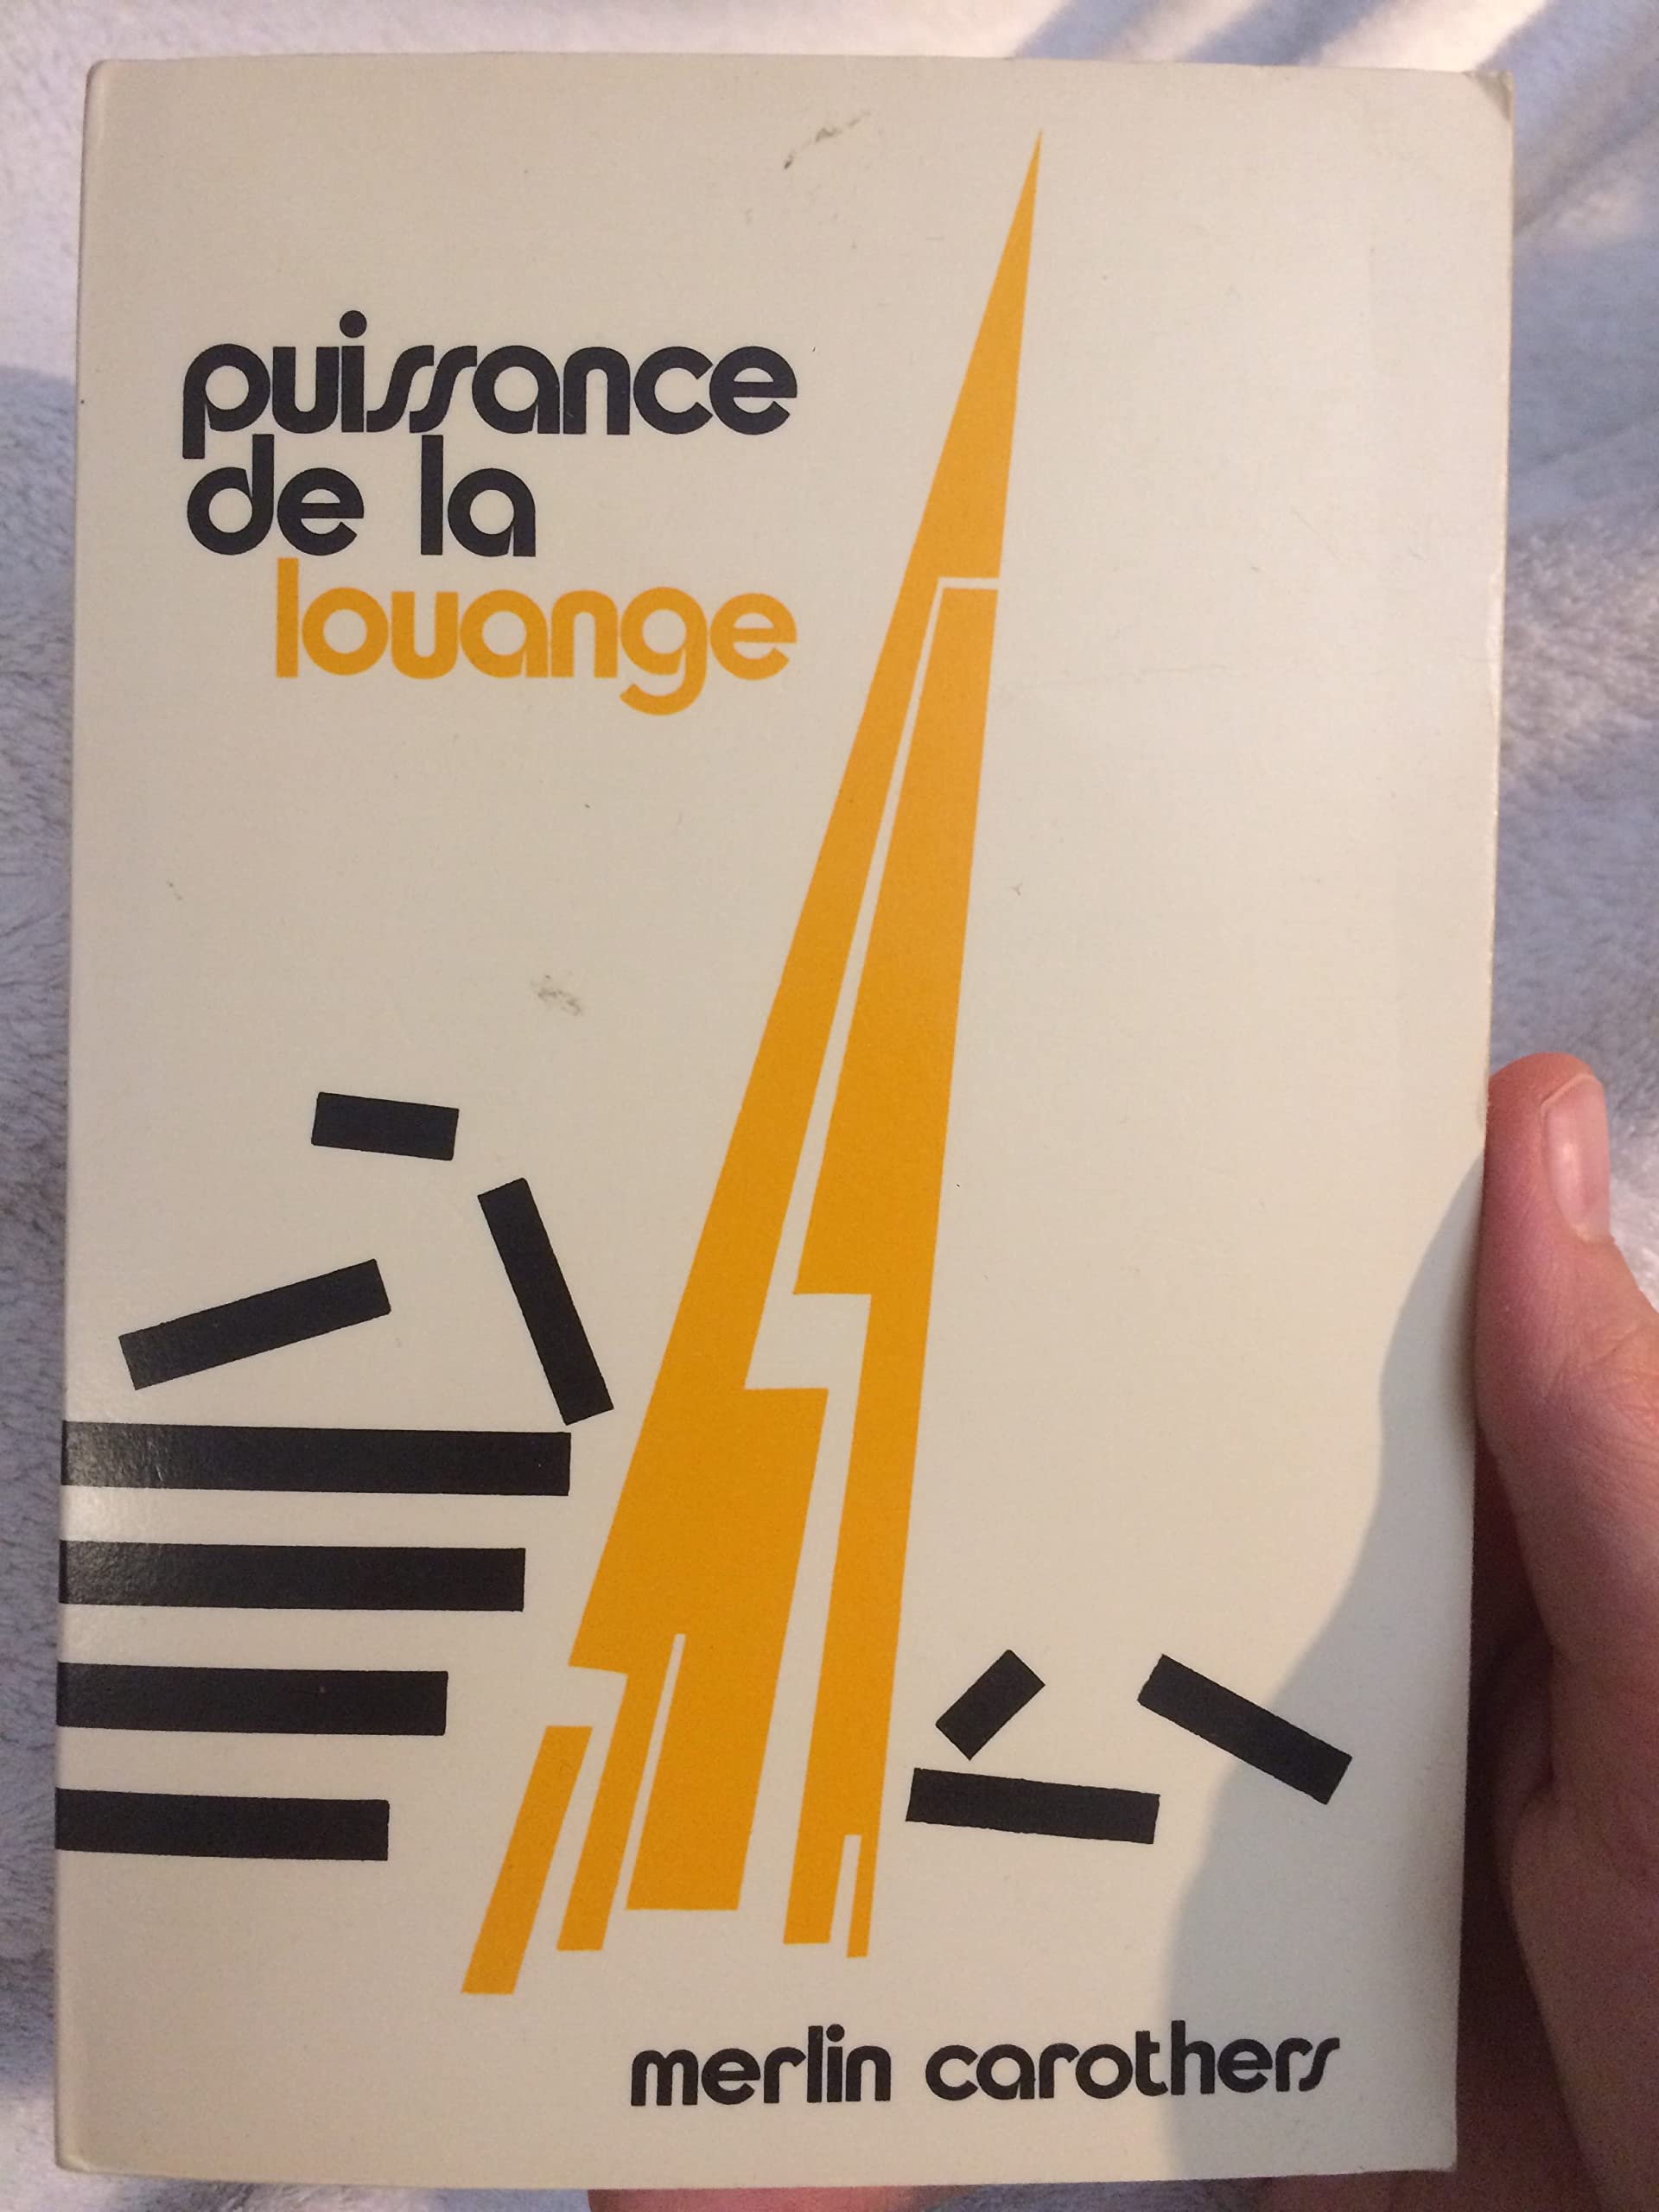 puissance
de la
louange
merlin carothers